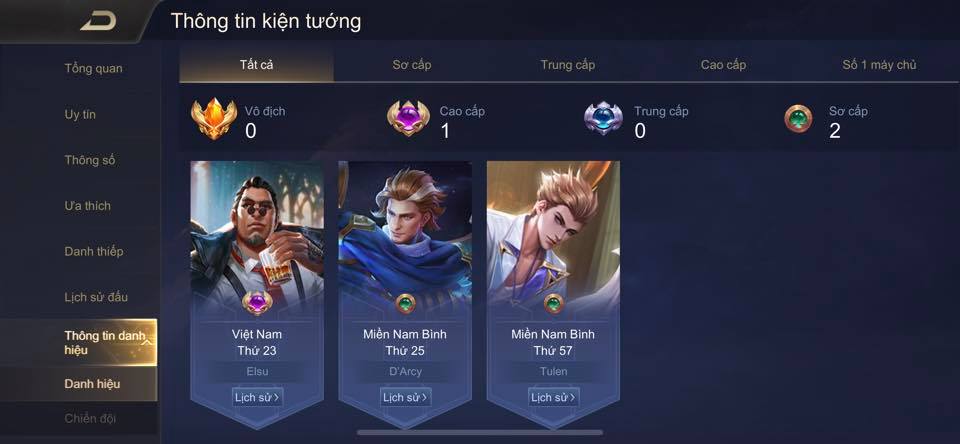 Thông tin kiện tướng
Tổng quan
Uy tín
Thông số
Ưa thích
Danh thiếp
Lịch sử đấu
Thông tin danh
hiệu
Danh hiệu
Chiến đội
Tất cả
Sơ cấp
Trung cấp
Cao cấp
Số 1 máy chủ
Vô địch
0
Cao cấp
1
Trung cấp
0
Sơ cấp
2
Việt Nam
Thứ 23
Elsu
Lịch sử
Miền Nam Bình
Thứ 25
D'Arcy
Lịch sử
Miền Nam Bình
Thứ 57
Tulen
Lịch sử